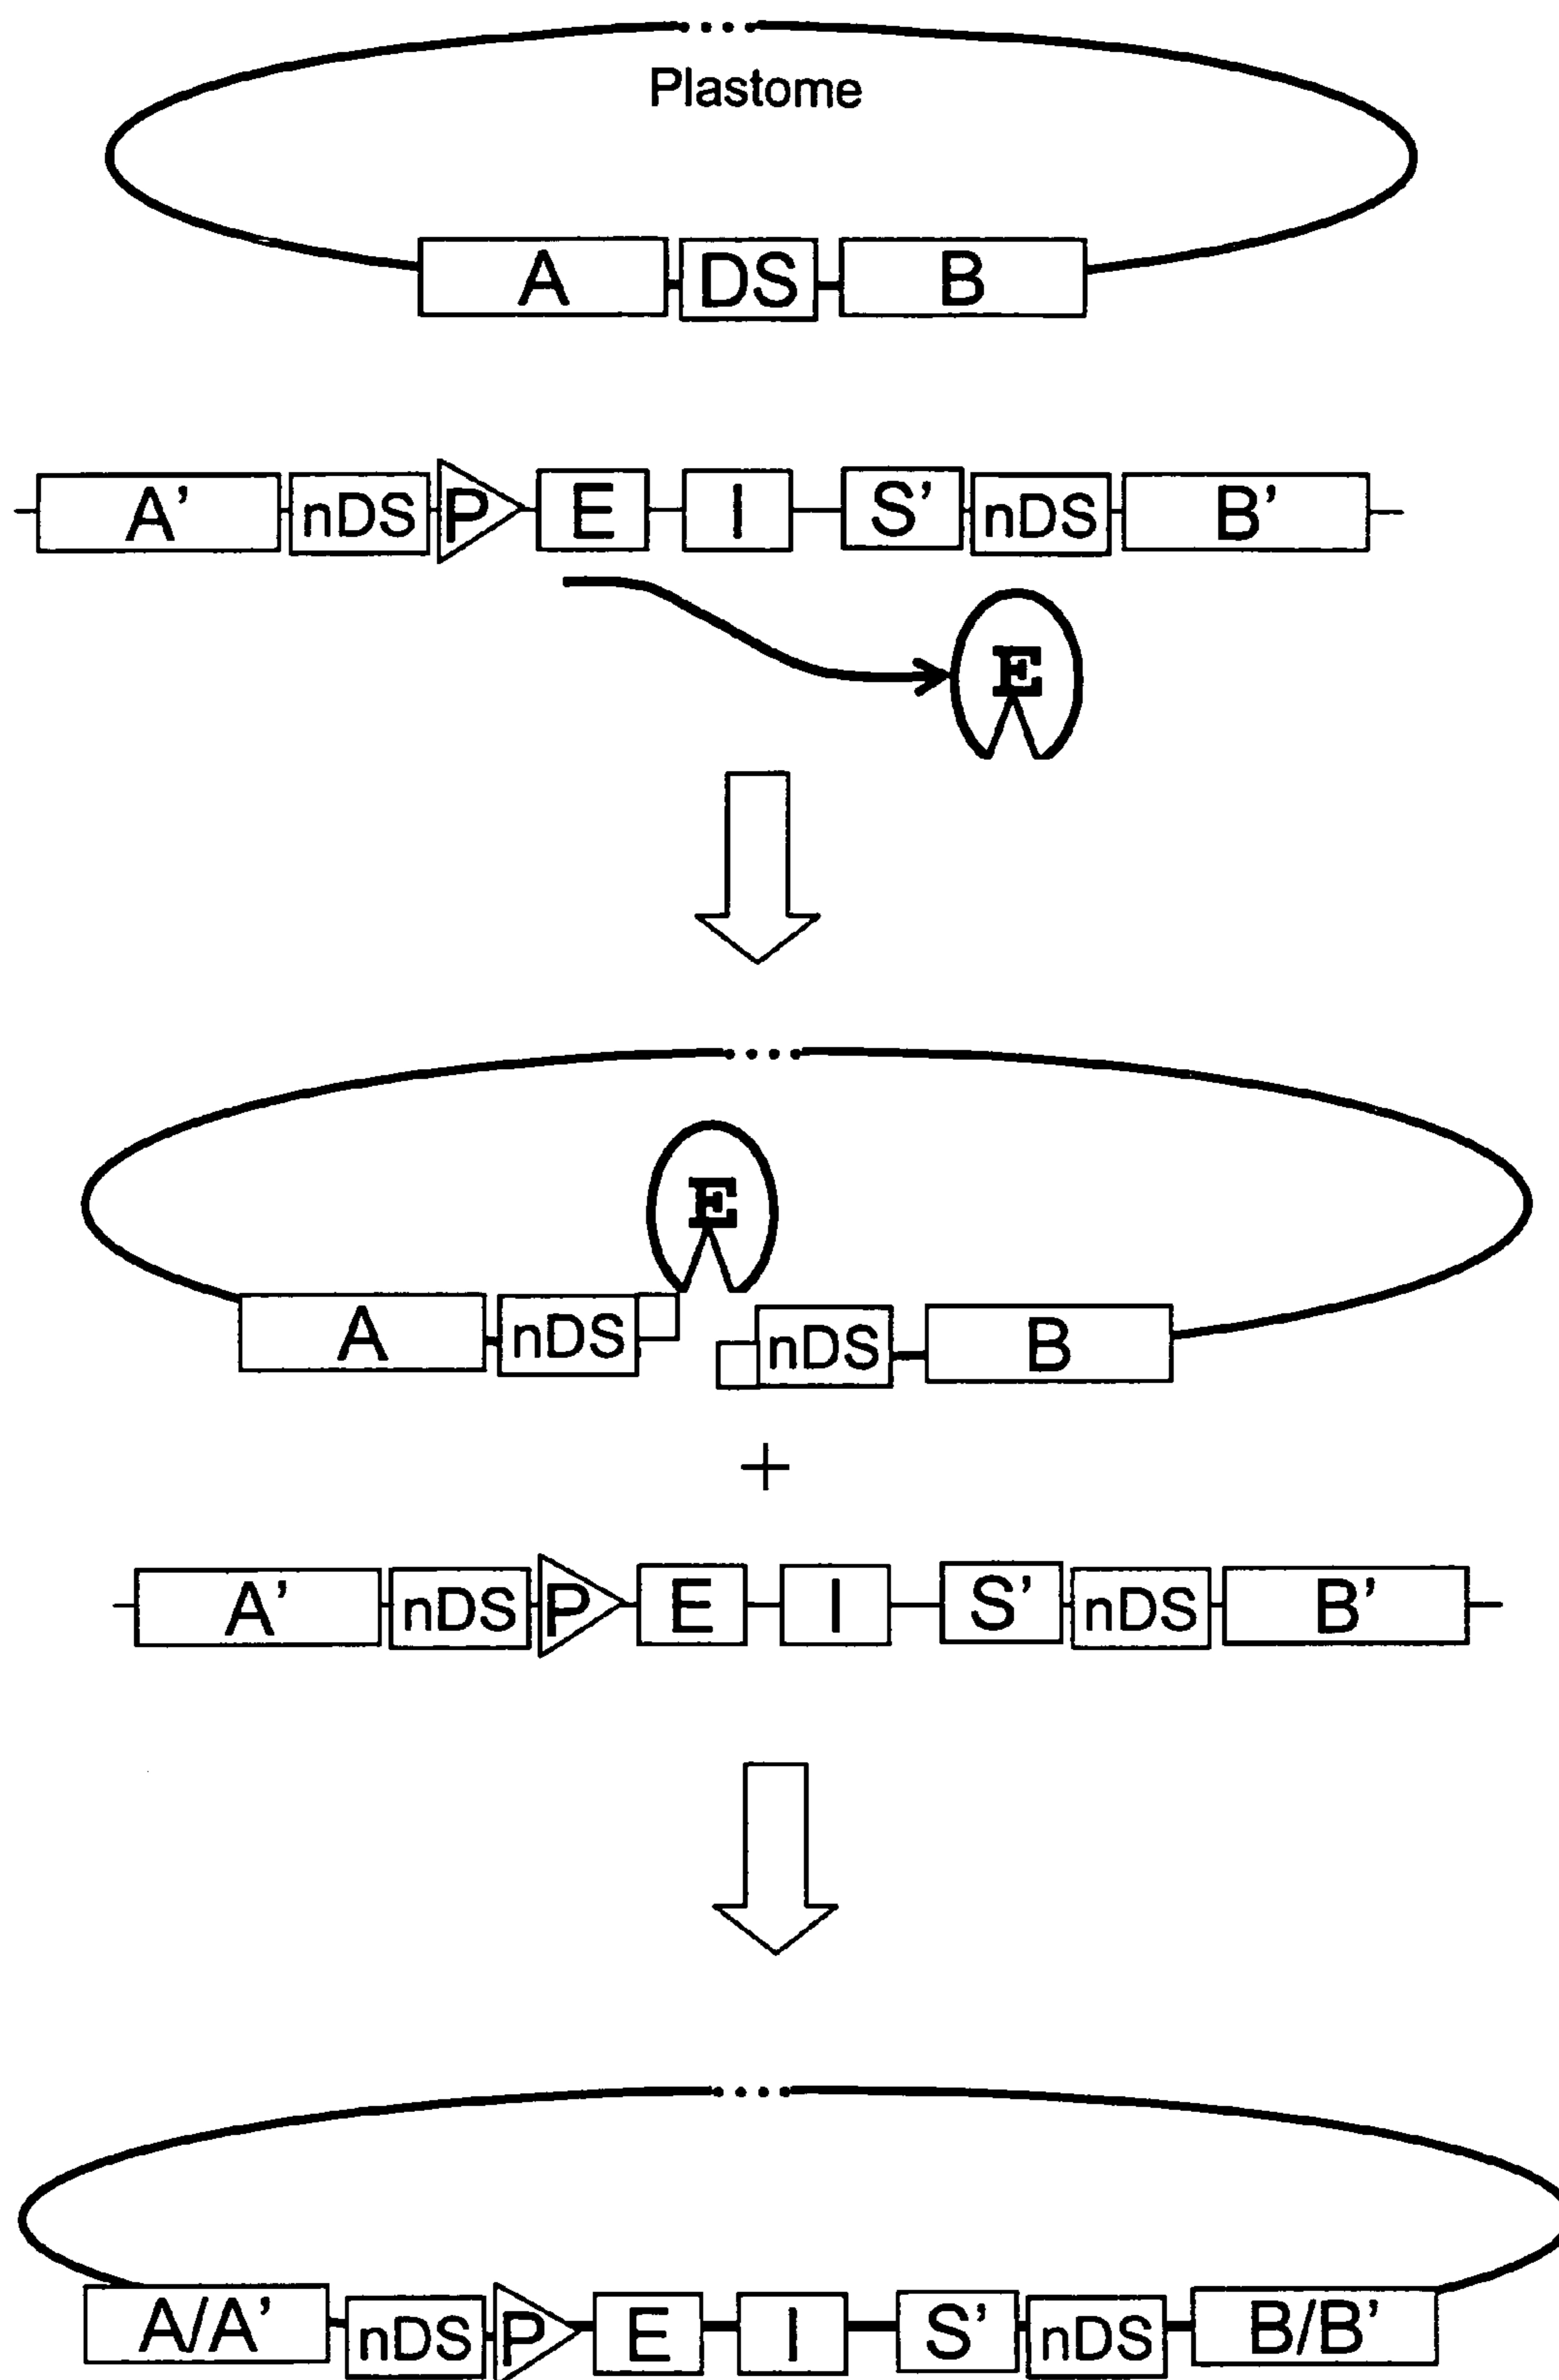 Plastome
A DS B
A' nDS P E I S' nDS B'
E
E
A nDS nDS B
+
A' nDS P E I S' nDS B'
A/A' nDS P E I S' nDS B/B'